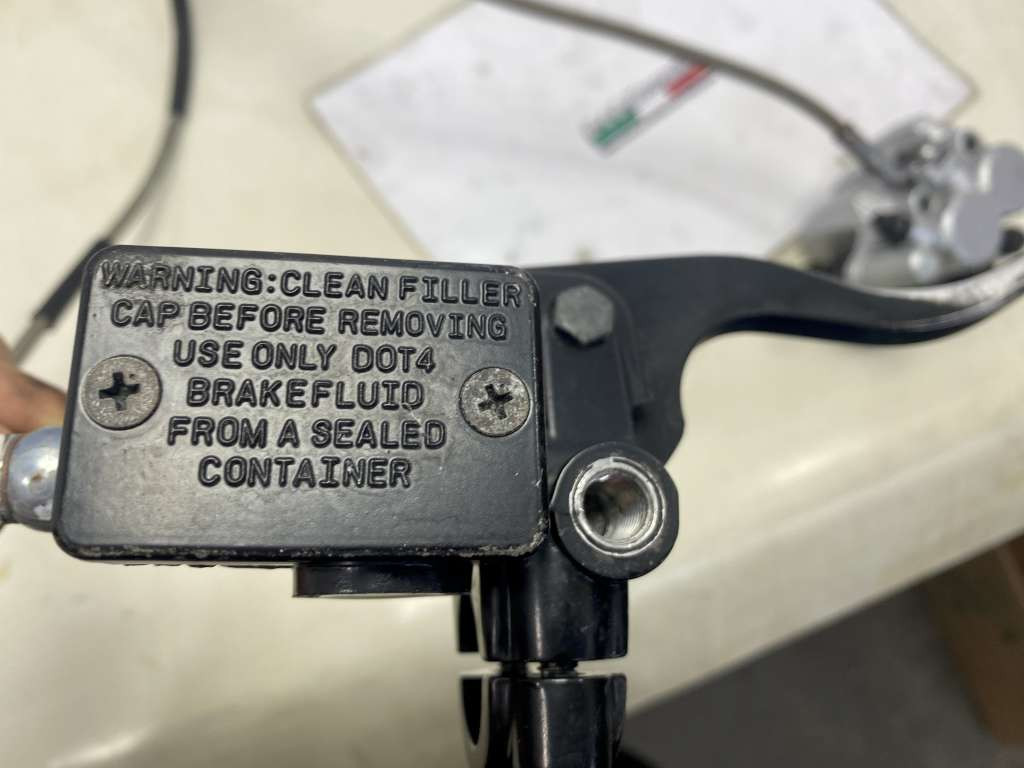 WARNING:CLEAN FILLER
CAP BEFORE REMOVING
USE ONLY DOT4
BRAKEFLUID
FROM A SEALED
CONTAINER